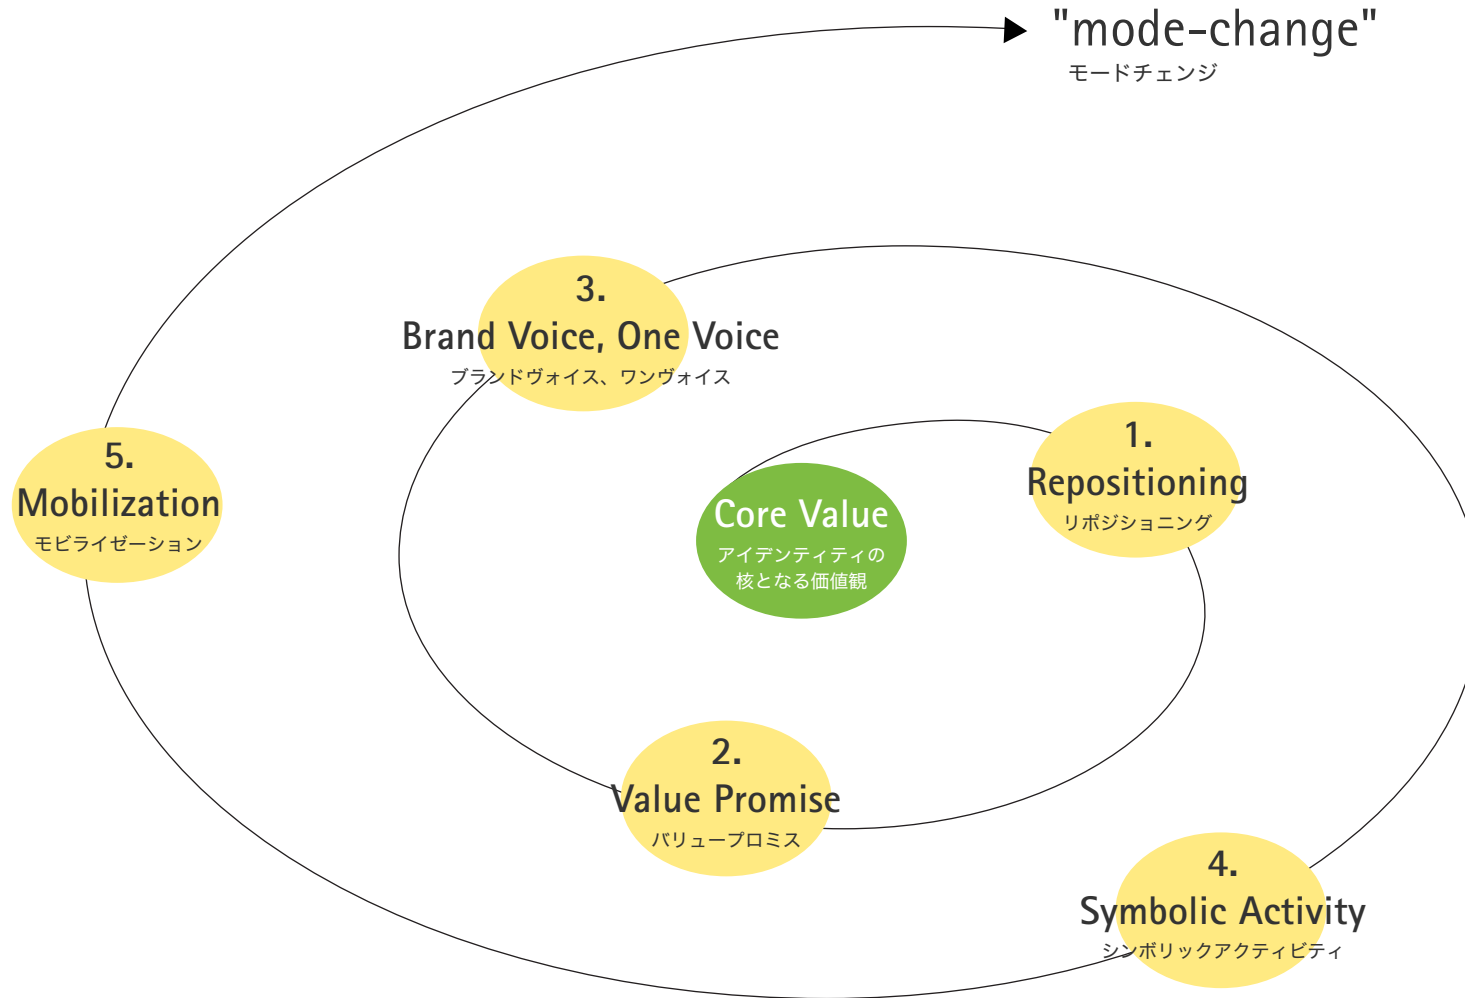 "mode-change"
モードチェンジ
3.
Brand Voice, One Voice
ブランドヴォイス、ワンヴォイス
1.
Repositioning
リポジショニング
5.
Mobilization
モビライゼーション
Core Value
アイデンティティの
核となる価値観
2.
Value Promise
バリュープロミス
4.
Symbolic Activity
シンボリックアクティビティ